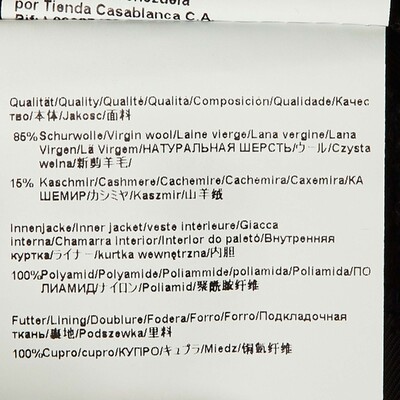 por Tienda Casablanca C.A.
Qualität/Quality/Qualité/Qualita/Composición/Qualidade/Качес
тво/本体/Jakosc/面料
85% Schurwolle/Virgin wool/Laine vierge/Lana vergine/Lana
Virgen/Lã Virgem/НАТУРАЛЬНАЯ ШЕРСТЬ/ウール/Czysta
welna/新剪羊毛/
15% Kaschmir/Cashmere/Cachemire/Cachemira/Caxemira/КА
ШЕМИР/カシミヤ/Kaszmir/山羊绒
Innenjacke/Inner jacket/veste interieure/Giacca
interna/Chamarra interior/Interior do paletó/Внутренняя
куртка/ライナー/kurtka wewnętrzna/内胆
100%Polyamid/Polyamide/Poliammide/poliamida/Poliamida/ПО
ЛИАМИД/ナイロン/Poliamid/聚酰胺纤维
Futter/Lining/Doublure/Fodera/Forro/Forro/Подкладочная
ткань/裏地/Podszewka/里料
100%Cupro/cupro/КУПРО/キュプラ/Miedz/铜氨纤维